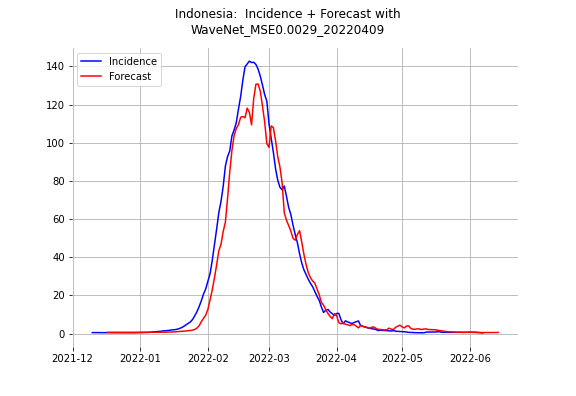 Indonesia:  Incidence + Forecast with
WaveNet_MSE0.0029_20220409
Incidence
Forecast
140
120
100
80
60
40
20
0
2021-12 2022-01 2022-02 2022-03 2022-04 2022-05 2022-06